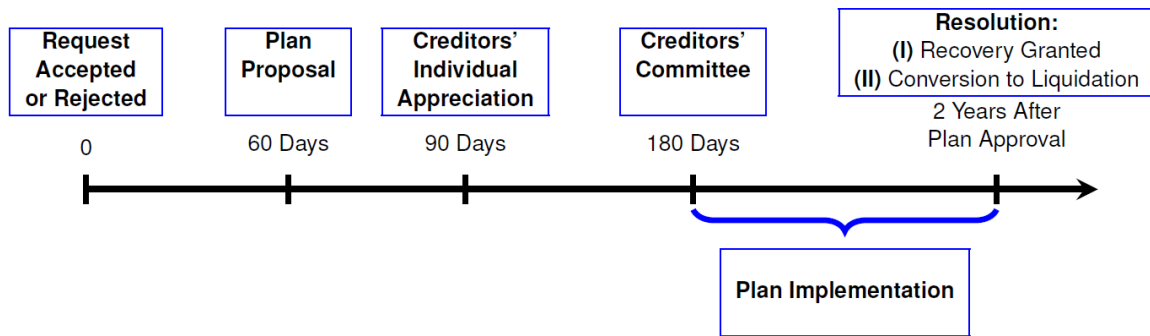 Request
Accepted
or Rejected
Plan
Proposal
Creditors'
Individual
Appreciation
Creditors'
Committee
Resolution:
(I) Recovery Granted
(II) Conversion to Liquidation
0
60 Days
90 Days
180 Days
2 Years After
Plan Approval
Plan Implementation